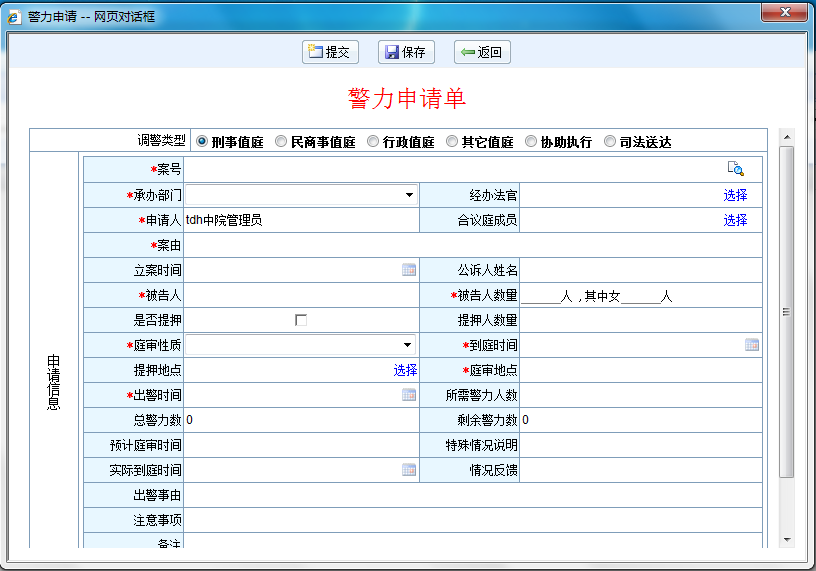 警力申请 -- 网页对话框
提交 保存 返回
警力申请单
调警类型 刑事值庭 民商事值庭 行政值庭 其它值庭 协助执行 司法送达
申请信息
*案号
*承办部门 经办法官 选择
*申请人 tdh中院管理员 合议庭成员 选择
*案由
立案时间 公诉人姓名
*被告人 *被告人数量 ______人，其中女______人
是否提押 提押人数量
*庭审性质 *到庭时间
提押地点 选择 *庭审地点
*出警时间 所需警力人数
总警力数 0 剩余警力数 0
预计庭审时间 特殊情况说明
实际到庭时间 情况反馈
出警事由
注意事项
备注